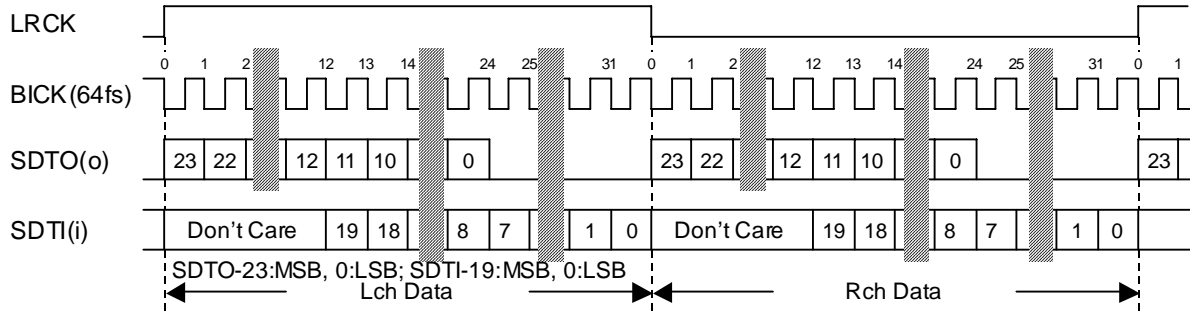 LRCK
0 1 2 12 13 14 24 25 31 0 1 2 12 13 14 24 25 31 0 1
BICK(64fs)
SDTO(o) 23 22 12 11 10 0 23 22 12 11 10 0 23
SDTI(i) Don't Care 19 18 8 7 1 0 Don't Care 19 18 8 7 1 0
SDTO-23:MSB, 0:LSB; SDTI-19:MSB, 0:LSB
Lch Data Rch Data